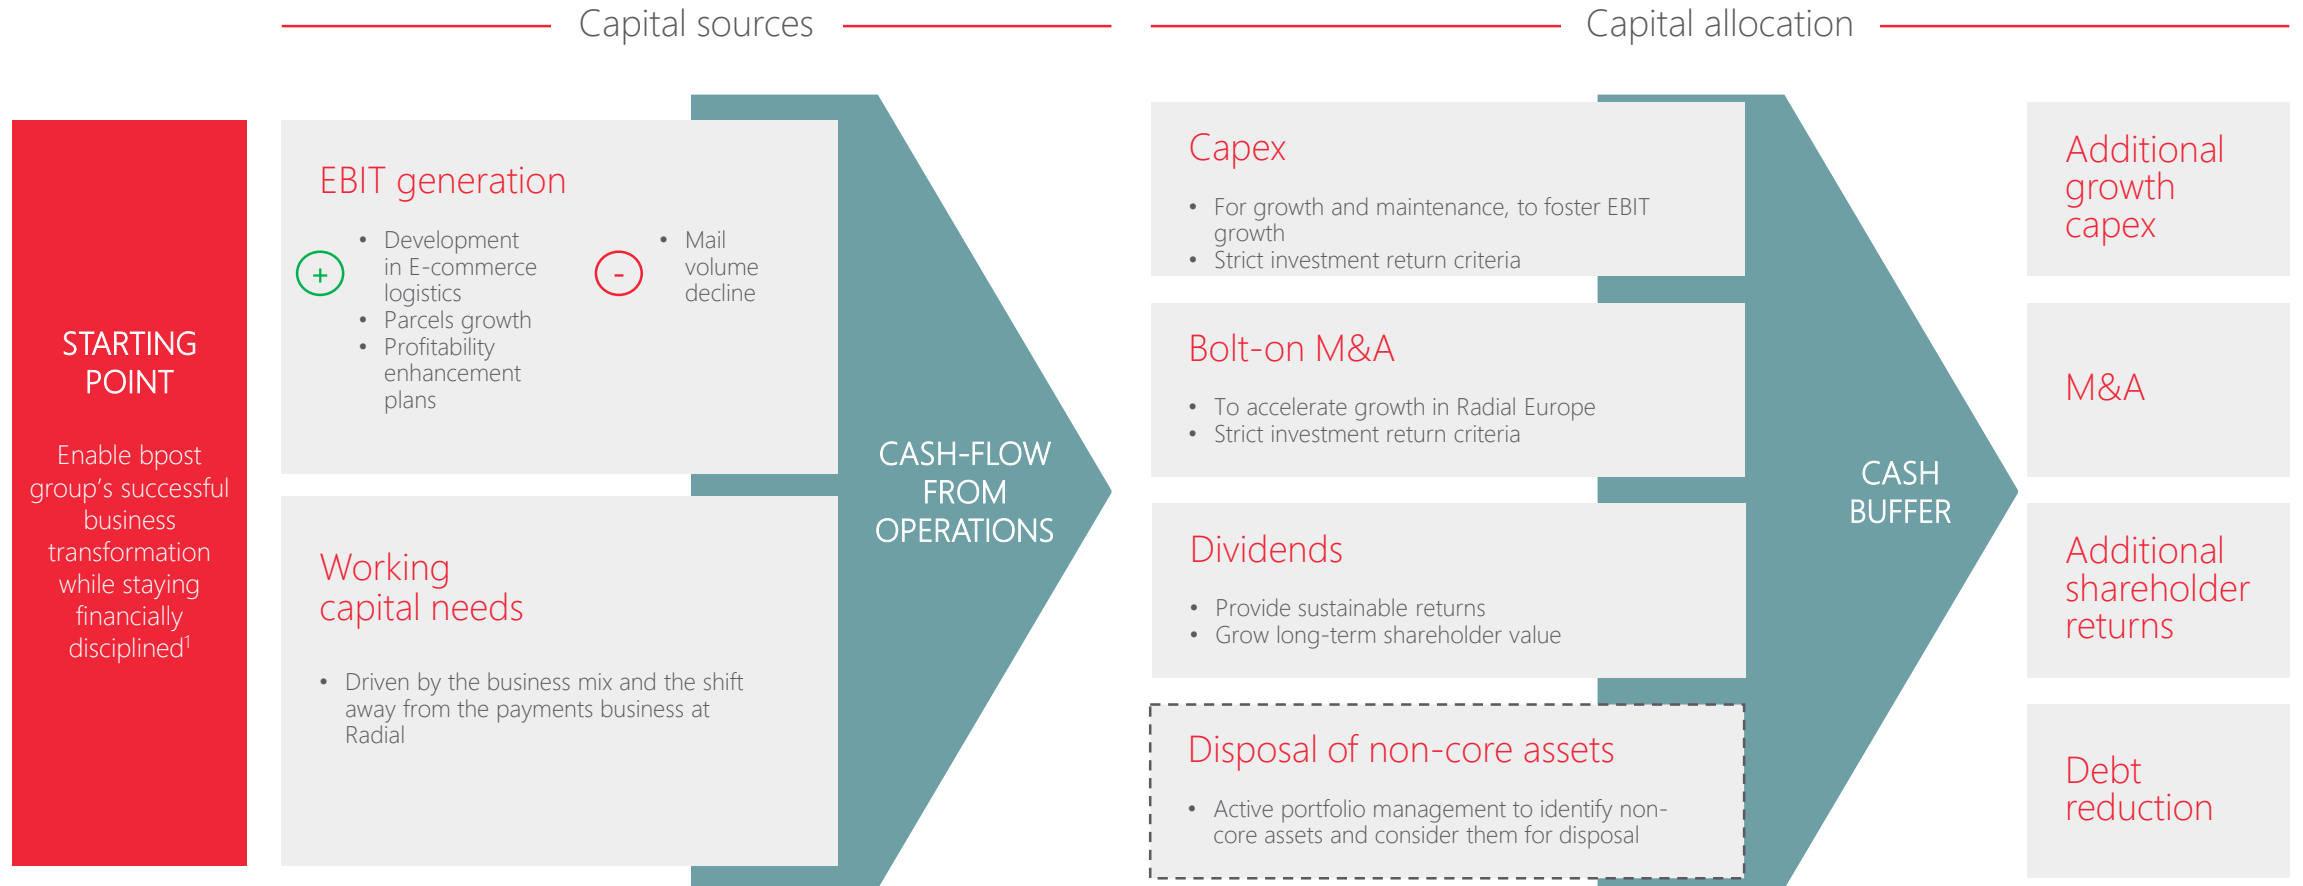 Capital sources
Capital allocation
STARTING
POINT
Enable bpost
group's successful
business
transformation
while staying
financially
disciplined1
EBIT generation
+
• Development
in E-commerce
logistics
• Parcels growth
• Profitability
enhancement
plans
-
• Mail
volume
decline
Working
capital needs
• Driven by the business mix and the shift
away from the payments business at
Radial
CASH-FLOW
FROM
OPERATIONS
Capex
• For growth and maintenance, to foster EBIT
growth
• Strict investment return criteria
Bolt-on M&A
• To accelerate growth in Radial Europe
• Strict investment return criteria
Dividends
• Provide sustainable returns
• Grow long-term shareholder value
Disposal of non-core assets
• Active portfolio management to identify non-
core assets and consider them for disposal
CASH
BUFFER
Additional
growth
capex
M&A
Additional
shareholder
returns
Debt
reduction